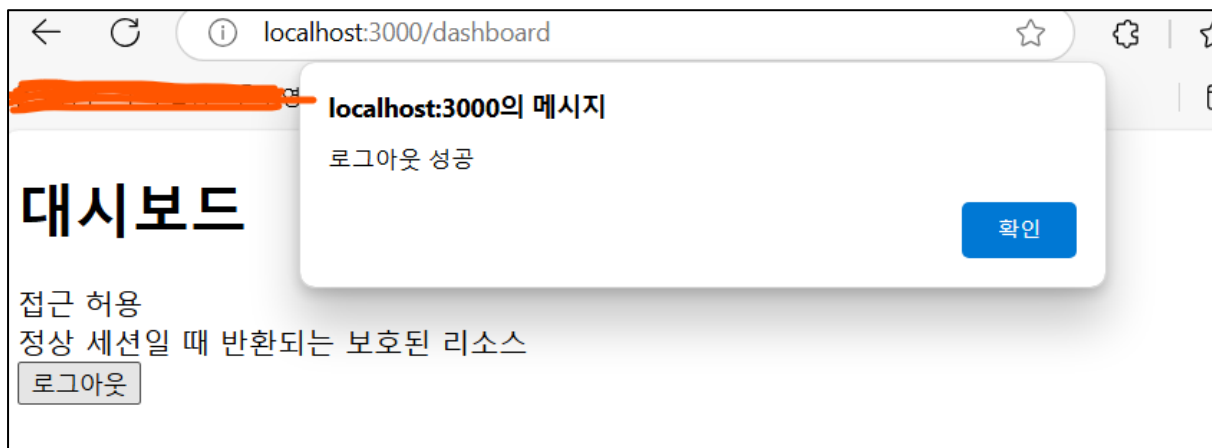 localhost:3000/dashboard
영
localhost:3000의 메시지
로그아웃 성공
확인
대시보드
접근 허용
정상 세션일 때 반환되는 보호된 리소스
로그아웃